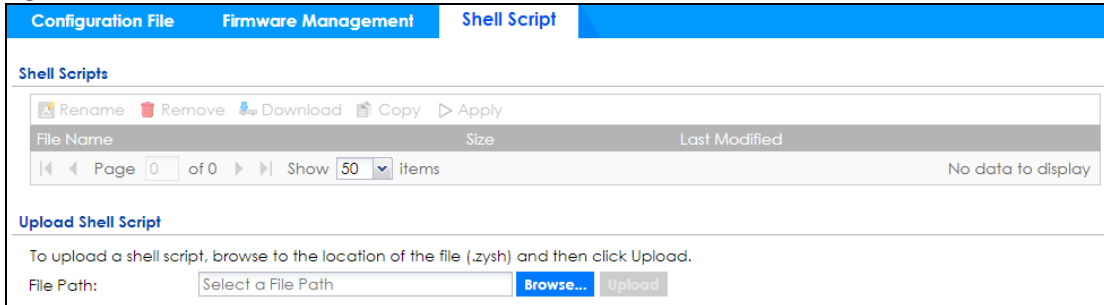 Configuration File Firmware Management Shell Script
Shell Scripts
Rename Remove Download Copy Apply
File Name Size Last Modified
Page 0 of 0 Show 50 items No data to display
Upload Shell Script
To upload a shell script, browse to the location of the file (.zysh) and then click Upload.
File Path: Select a File Path Browse... Upload